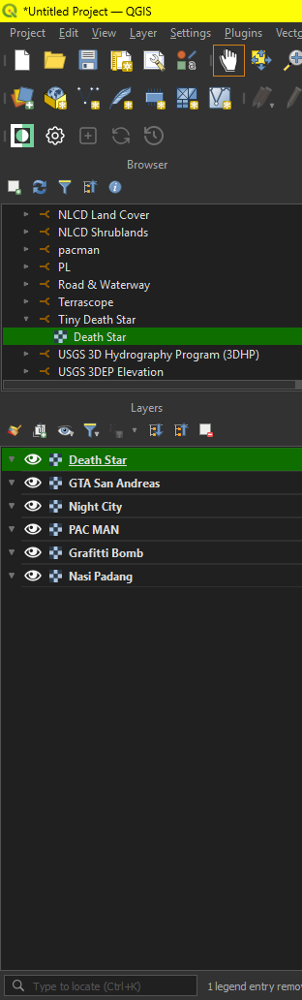 *Untitled Project — QGIS
Project Edit View Layer Settings Plugins Vecto
Browser
NLCD Land Cover
NLCD Shrublands
pacman
PL
Road & Waterway
Terrascope
Tiny Death Star
Death Star
USGS 3D Hydrography Program (3DHP)
USGS 3DEP Elevation
Layers
Death Star
GTA San Andreas
Night City
PAC MAN
Grafitti Bomb
Nasi Padang
Type to locate (Ctrl+K) 1 legend entry remov